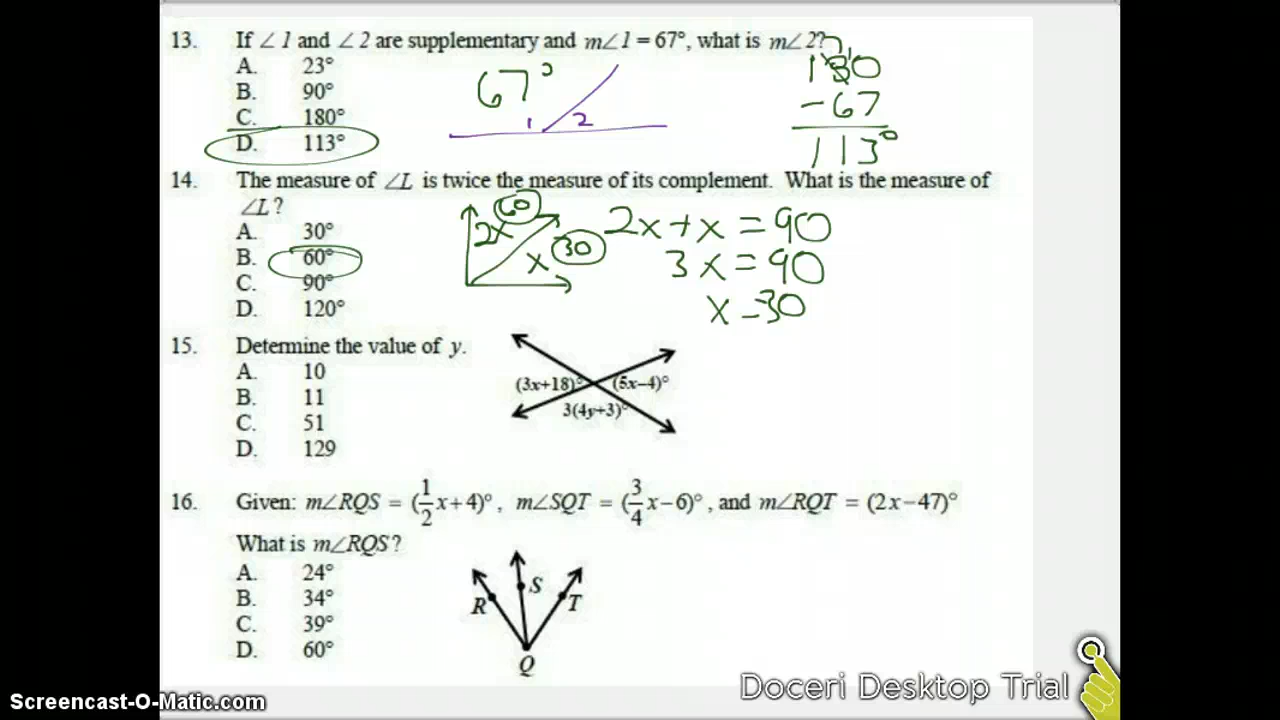 13. If ∠1 and ∠2 are supplementary and m∠1 = 67°, what is m∠2?
A. 23°
B. 90°
C. 180°
D. 113°
67°
1 2
180
- 67
113°
14. The measure of ∠L is twice the measure of its complement. What is the measure of
∠L?
A. 30°
B. 60°
C. 90°
D. 120°
60
2x
30
x
2x + x = 90
3x = 90
x = 30
15. Determine the value of y.
A. 10
B. 11
C. 51
D. 129
(3x+18)° (5x–4)°
3(4y+3)°
16. Given: m∠RQS = (1/2x+4)°, m∠SQT = (3/4x–6)°, and m∠RQT = (2x–47)°
What is m∠RQS?
A. 24°
B. 34°
C. 39°
D. 60°
R S T
Q
Doceri Desktop Trial
Screencast-O-Matic.com